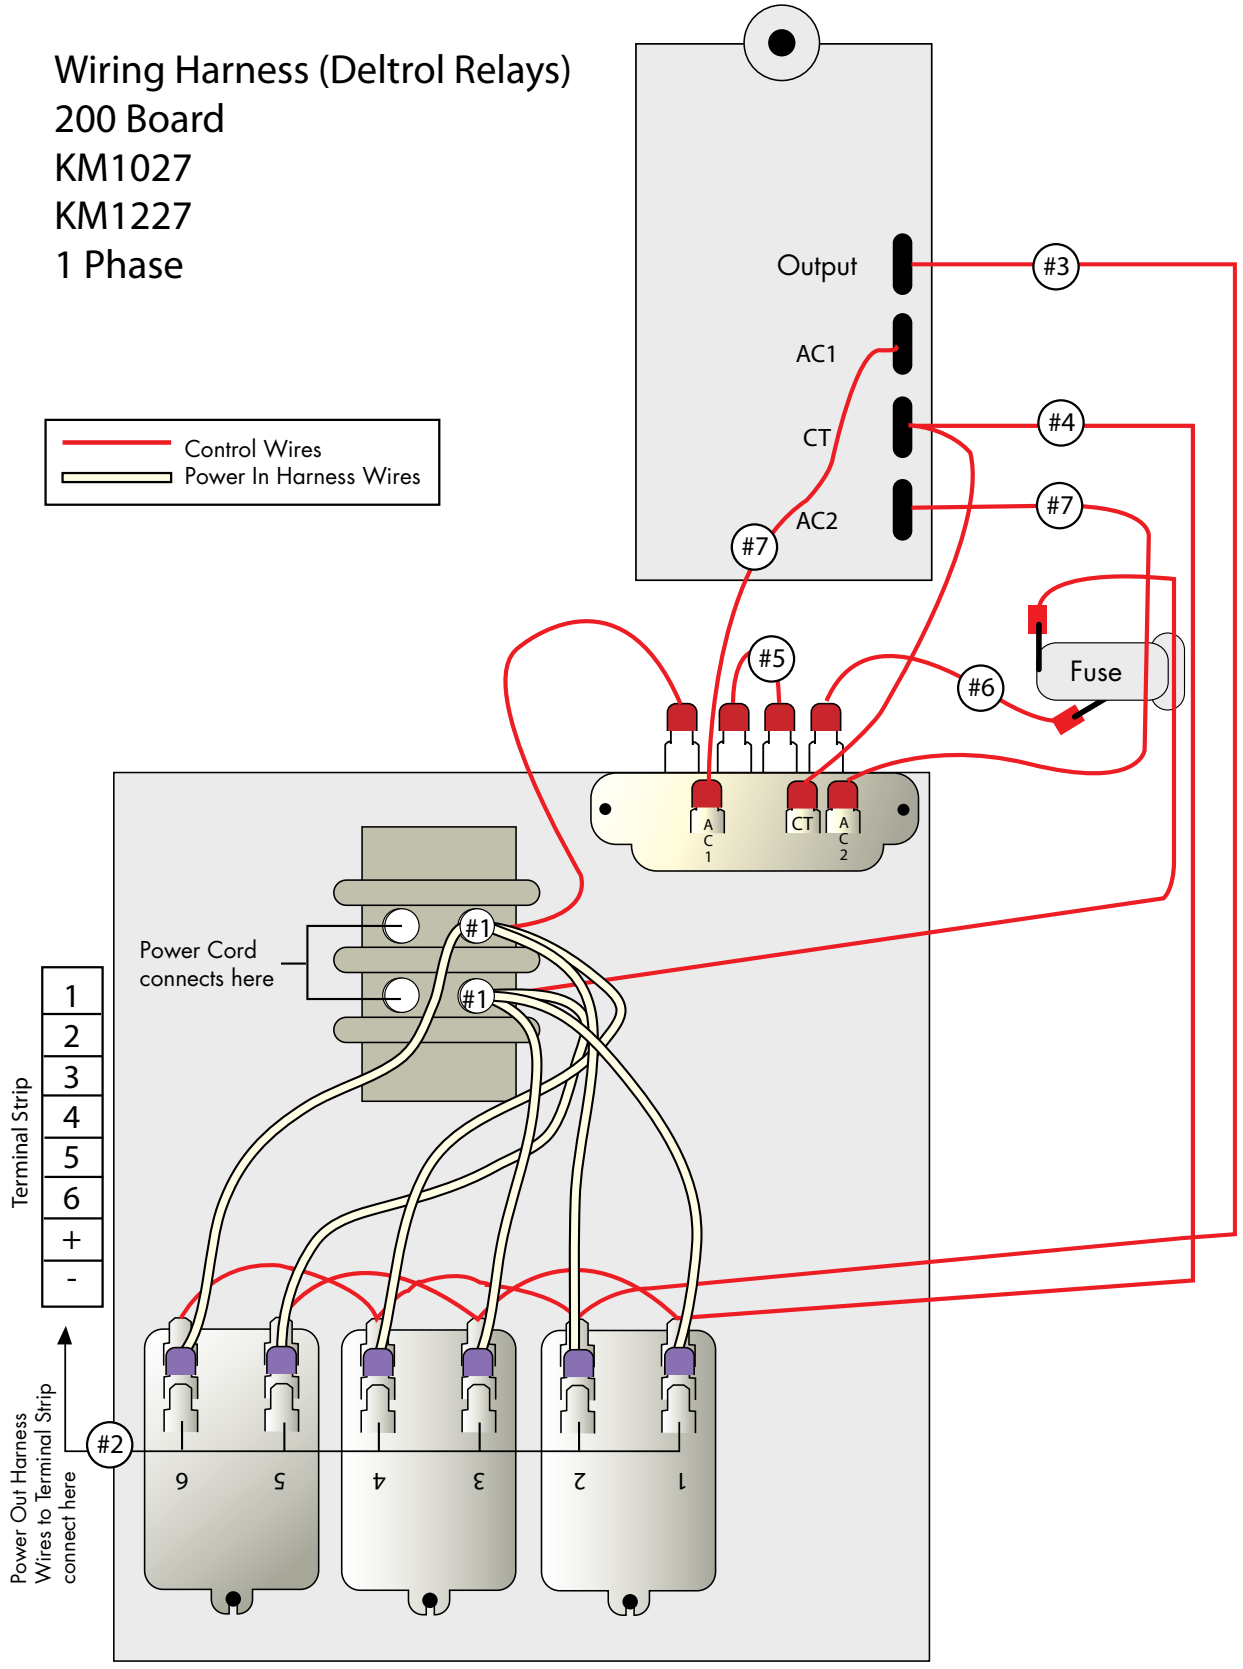 Wiring Harness (Deltrol Relays)
200 Board
KM1027
KM1227
1 Phase
Control Wires
Power In Harness Wires
Output
AC1
CT
AC2
#3
#4
#7
#7
#5
#6
Fuse
AC1
CT
AC2
#1
#1
Power Cord
connects here
Terminal Strip
1
2
3
4
5
6
+
-
Power Out Harness
Wires to Terminal Strip
connect here
#2
6
5
4
3
2
1